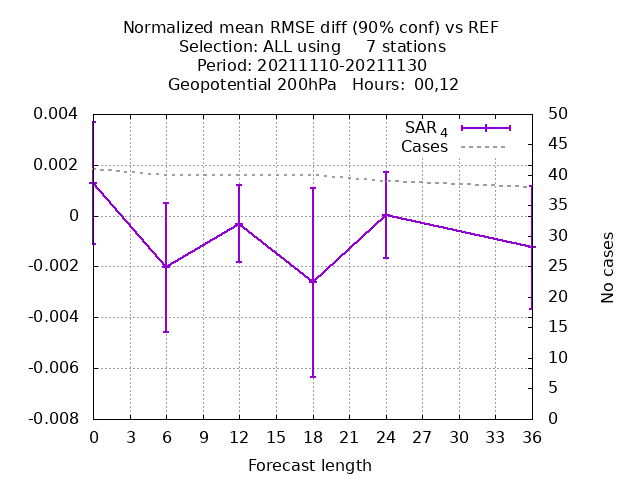 Normalized mean RMSE diff (90% conf) vs REF
Selection: ALL using 7 stations
Period: 20211110-20211130
Geopotential 200hPa Hours: 00,12
0.004
0.002
0
-0.002
-0.004
-0.006
-0.008
SAR 4
Cases
50
45
40
35
30
25
20
15
10
5
0
No cases
0 3 6 9 12 15 18 21 24 27 30 33 36
Forecast length